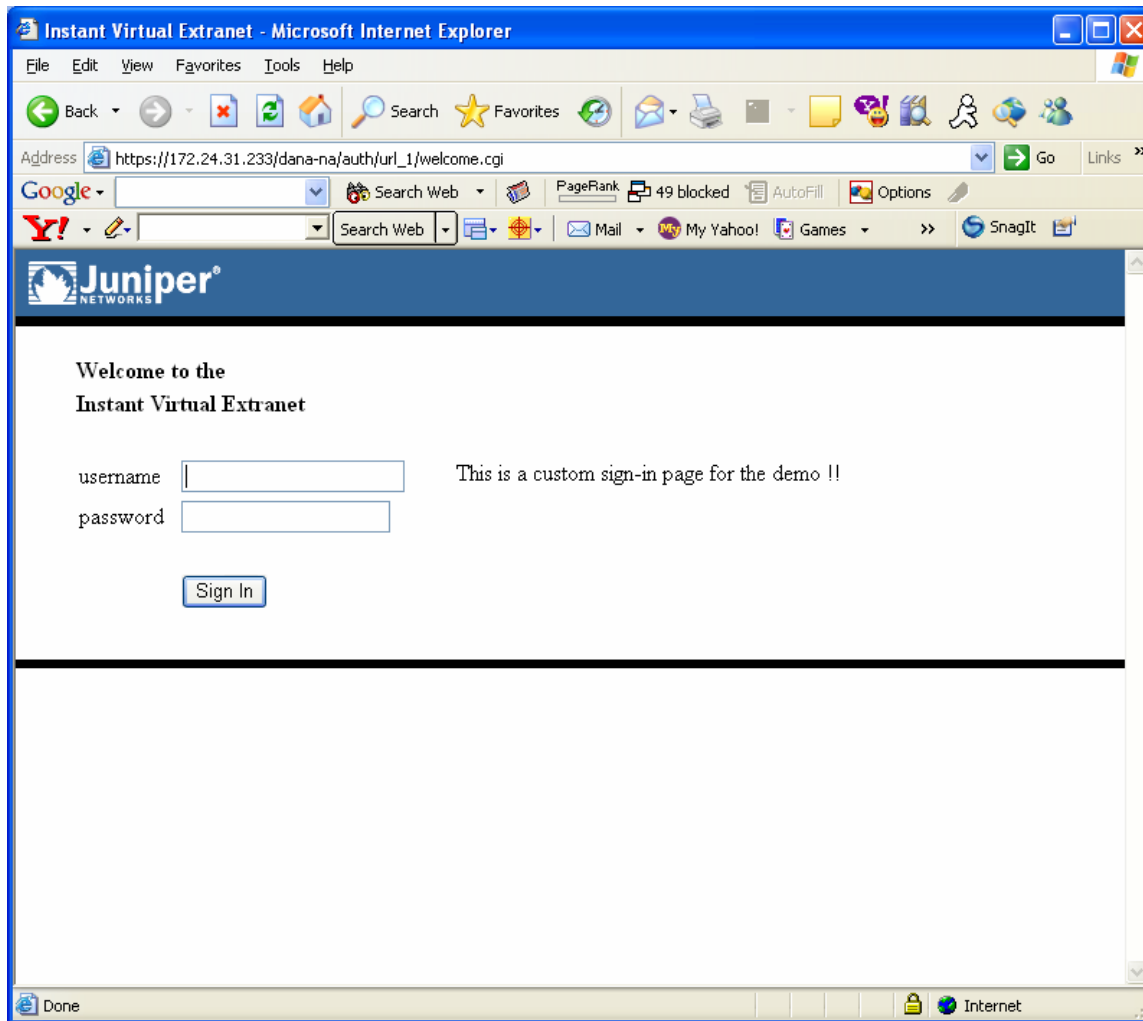 Instant Virtual Extranet - Microsoft Internet Explorer
File Edit View Favorites Tools Help
Back Search Favorites
Address https://172.24.31.233/dana-na/auth/url_1/welcome.cgi Go Links »
Google Search Web PageRank 49 blocked AutoFill Options
Y! Search Web Mail My My Yahoo! Games » SnagIt
Juniper®
NETWORKS
Welcome to the
Instant Virtual Extranet
username This is a custom sign-in page for the demo !!
password
Sign In
Done Internet